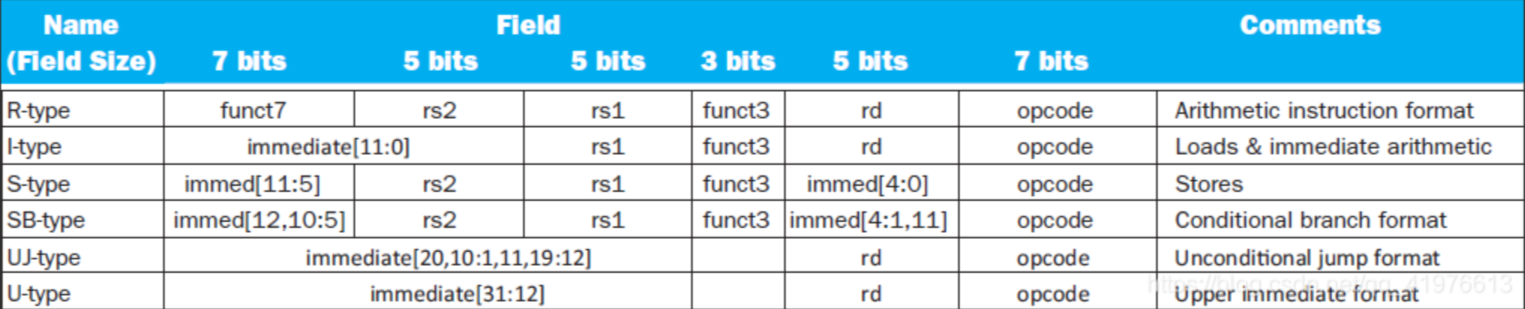 Name Field Comments
(Field Size) 7 bits 5 bits 5 bits 3 bits 5 bits 7 bits
R-type funct7 rs2 rs1 funct3 rd opcode Arithmetic instruction format
I-type immediate[11:0] rs1 funct3 rd opcode Loads & immediate arithmetic
S-type immed[11:5] rs2 rs1 funct3 immed[4:0] opcode Stores
SB-type immed[12,10:5] rs2 rs1 funct3 immed[4:1,11] opcode Conditional branch format
UJ-type immediate[20,10:1,11,19:12] rd opcode Unconditional jump format
U-type immediate[31:12] rd opcode Upper immediate format
https://blog.csdn.net/qq_41976613